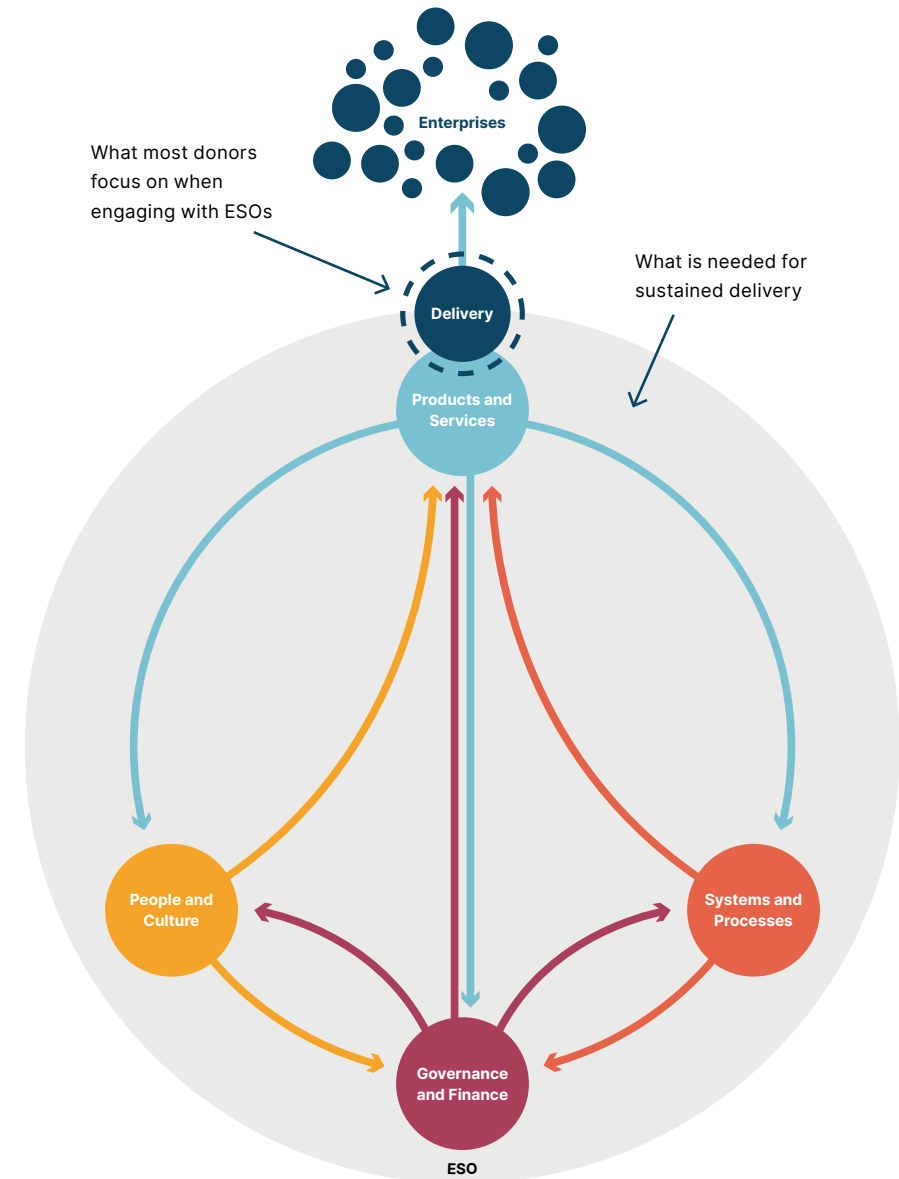 Enterprises
What most donors
focus on when
engaging with ESOs
What is needed for
sustained delivery
Delivery
Products and
Services
People and
Culture
Systems and
Processes
Governance
and Finance
ESO